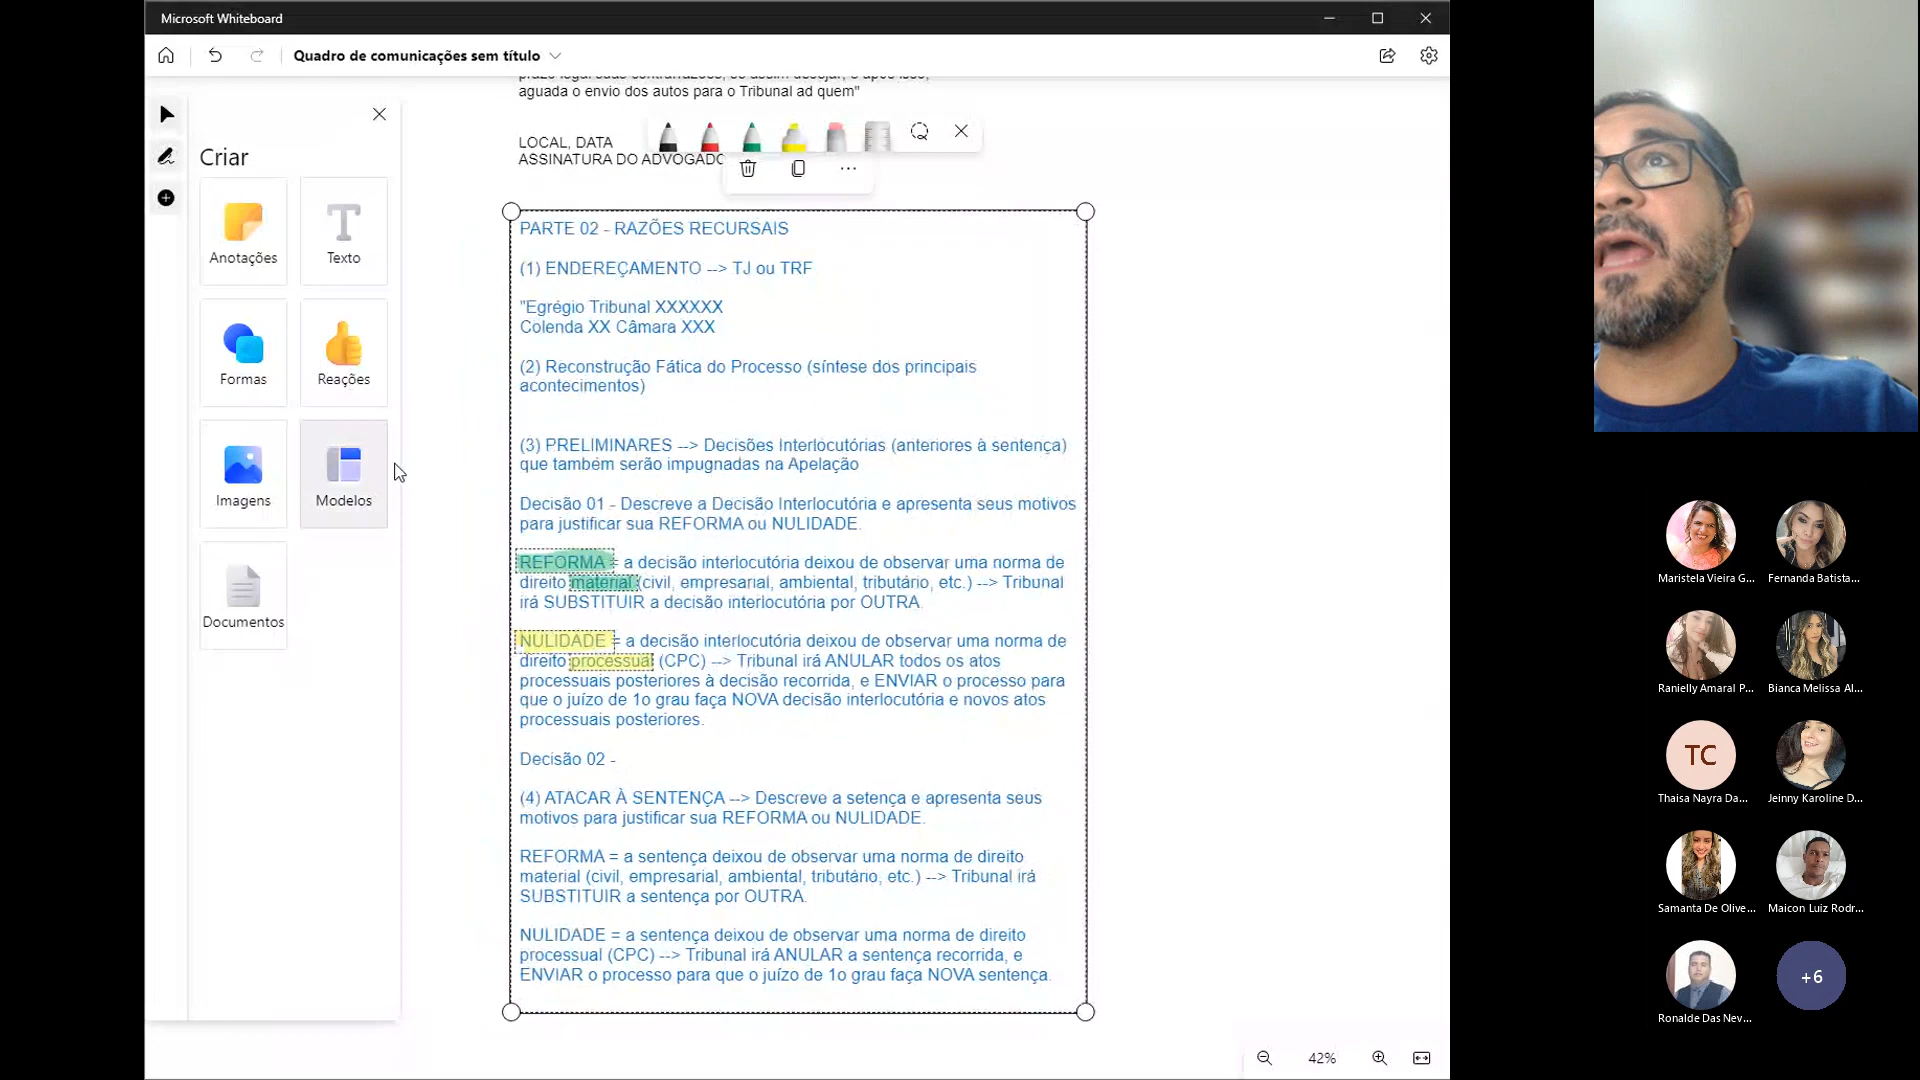 Microsoft Whiteboard
Quadro de comunicações sem título
prazo legal suas contrarrazões, se assim desejar, e após isso,
aguada o envio dos autos para o Tribunal ad quem"
LOCAL, DATA
ASSINATURA DO ADVOGADO
Criar
Anotações
Texto
Formas
Reações
Imagens
Modelos
Documentos
PARTE 02 - RAZÕES RECURSAIS
(1) ENDEREÇAMENTO --> TJ ou TRF
"Egrégio Tribunal XXXXXX
Colenda XX Câmara XXX
(2) Reconstrução Fática do Processo (síntese dos principais
acontecimentos)
(3) PRELIMINARES --> Decisões Interlocutórias (anteriores à sentença)
que também serão impugnadas na Apelação
Decisão 01 - Descreve a Decisão Interlocutória e apresenta seus motivos
para justificar sua REFORMA ou NULIDADE.
REFORMA = a decisão interlocutória deixou de observar uma norma de
direito material (civil, empresarial, ambiental, tributário, etc.) --> Tribunal
irá SUBSTITUIR a decisão interlocutória por OUTRA.
NULIDADE = a decisão interlocutória deixou de observar uma norma de
direito processual (CPC) --> Tribunal irá ANULAR todos os atos
processuais posteriores à decisão recorrida, e ENVIAR o processo para
que o juízo de 1o grau faça NOVA decisão interlocutória e novos atos
processuais posteriores.
Decisão 02 -
(4) ATACAR À SENTENÇA --> Descreve a setença e apresenta seus
motivos para justificar sua REFORMA ou NULIDADE.
REFORMA = a sentença deixou de observar uma norma de direito
material (civil, empresarial, ambiental, tributário, etc.) --> Tribunal irá
SUBSTITUIR a sentença por OUTRA.
NULIDADE = a sentença deixou de observar uma norma de direito
processual (CPC) --> Tribunal irá ANULAR a sentença recorrida, e
ENVIAR o processo para que o juízo de 1o grau faça NOVA sentença.
42%
Maristela Vieira G...
Fernanda Batista...
Ranielly Amaral P...
Bianca Melissa Al...
TC
Thaisa Nayra Da...
Jeinny Karoline D...
Samanta De Olive...
Maicon Luiz Rodr...
Ronalde Das Nev...
+6